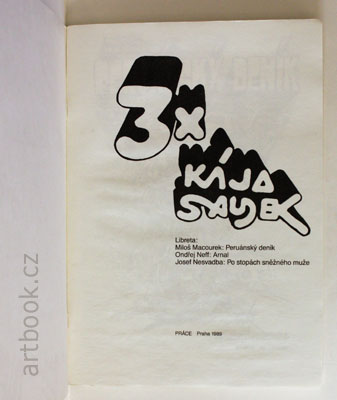 3x
KÁJA
SAUDEK
Libreta:
Miloš Macourek: Peruánský deník
Ondřej Neff: Arnal
Josef Nesvadba: Po stopách sněžného muže
PRÁCE Praha
artbook.cz